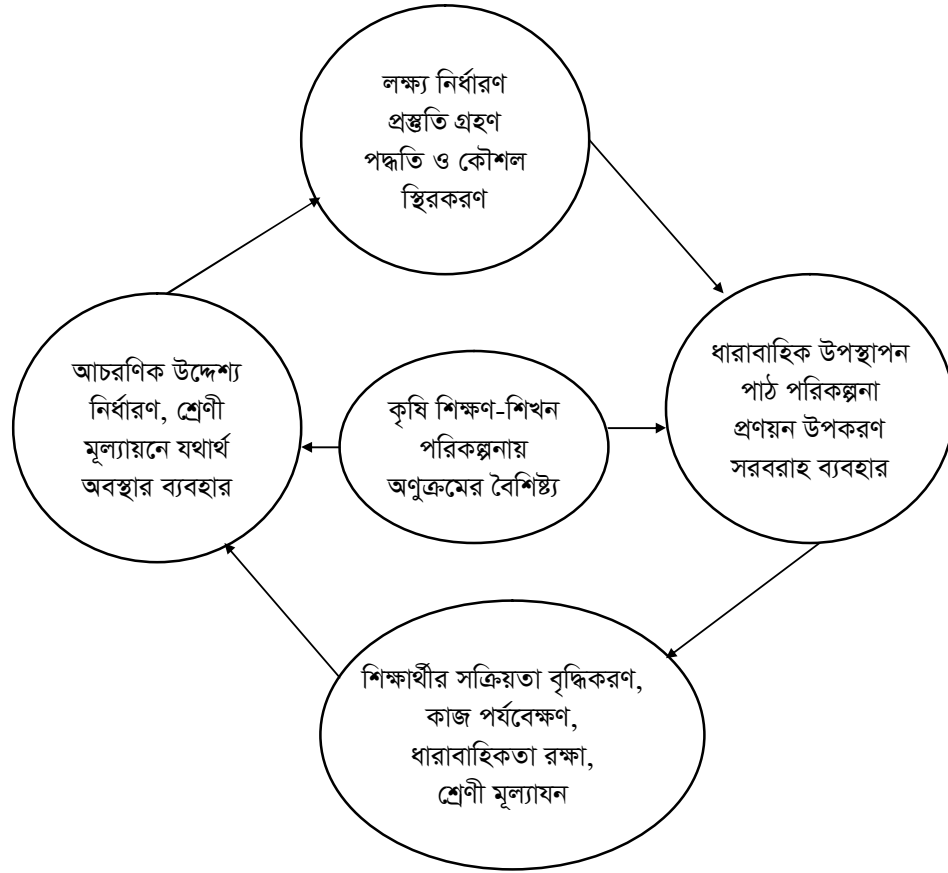 লক্ষ্য নির্ধারণ
প্রস্তুতি গ্রহণ
পদ্ধতি ও কৌশল
স্থিরকরণ
আচরণিক উদ্দেশ্য
নির্ধারণ, শ্রেণী
মূল্যায়নে যথার্থ
অবস্থার ব্যবহার
কৃষি শিক্ষণ-শিখন
পরিকল্পনায়
অণুক্রমের বৈশিষ্ট্য
ধারাবাহিক উপস্থাপন
পাঠ পরিকল্পনা
প্রণয়ন উপকরণ
সরবরাহ ব্যবহার
শিক্ষার্থীর সক্রিয়তা বৃদ্ধিকরণ,
কাজ পর্যবেক্ষণ,
ধারাবাহিকতা রক্ষা,
শ্রেণী মূল্যাযন